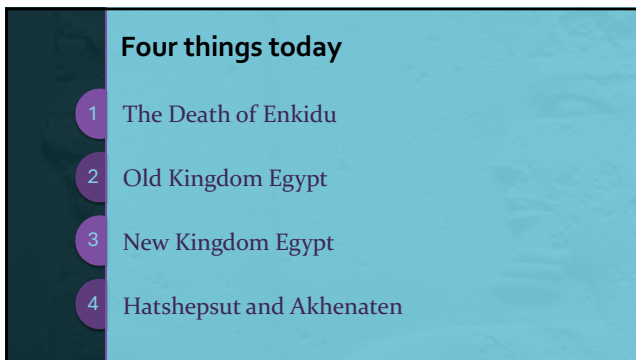 Four things today
1 The Death of Enkidu
2 Old Kingdom Egypt
3 New Kingdom Egypt
4 Hatshepsut and Akhenaten